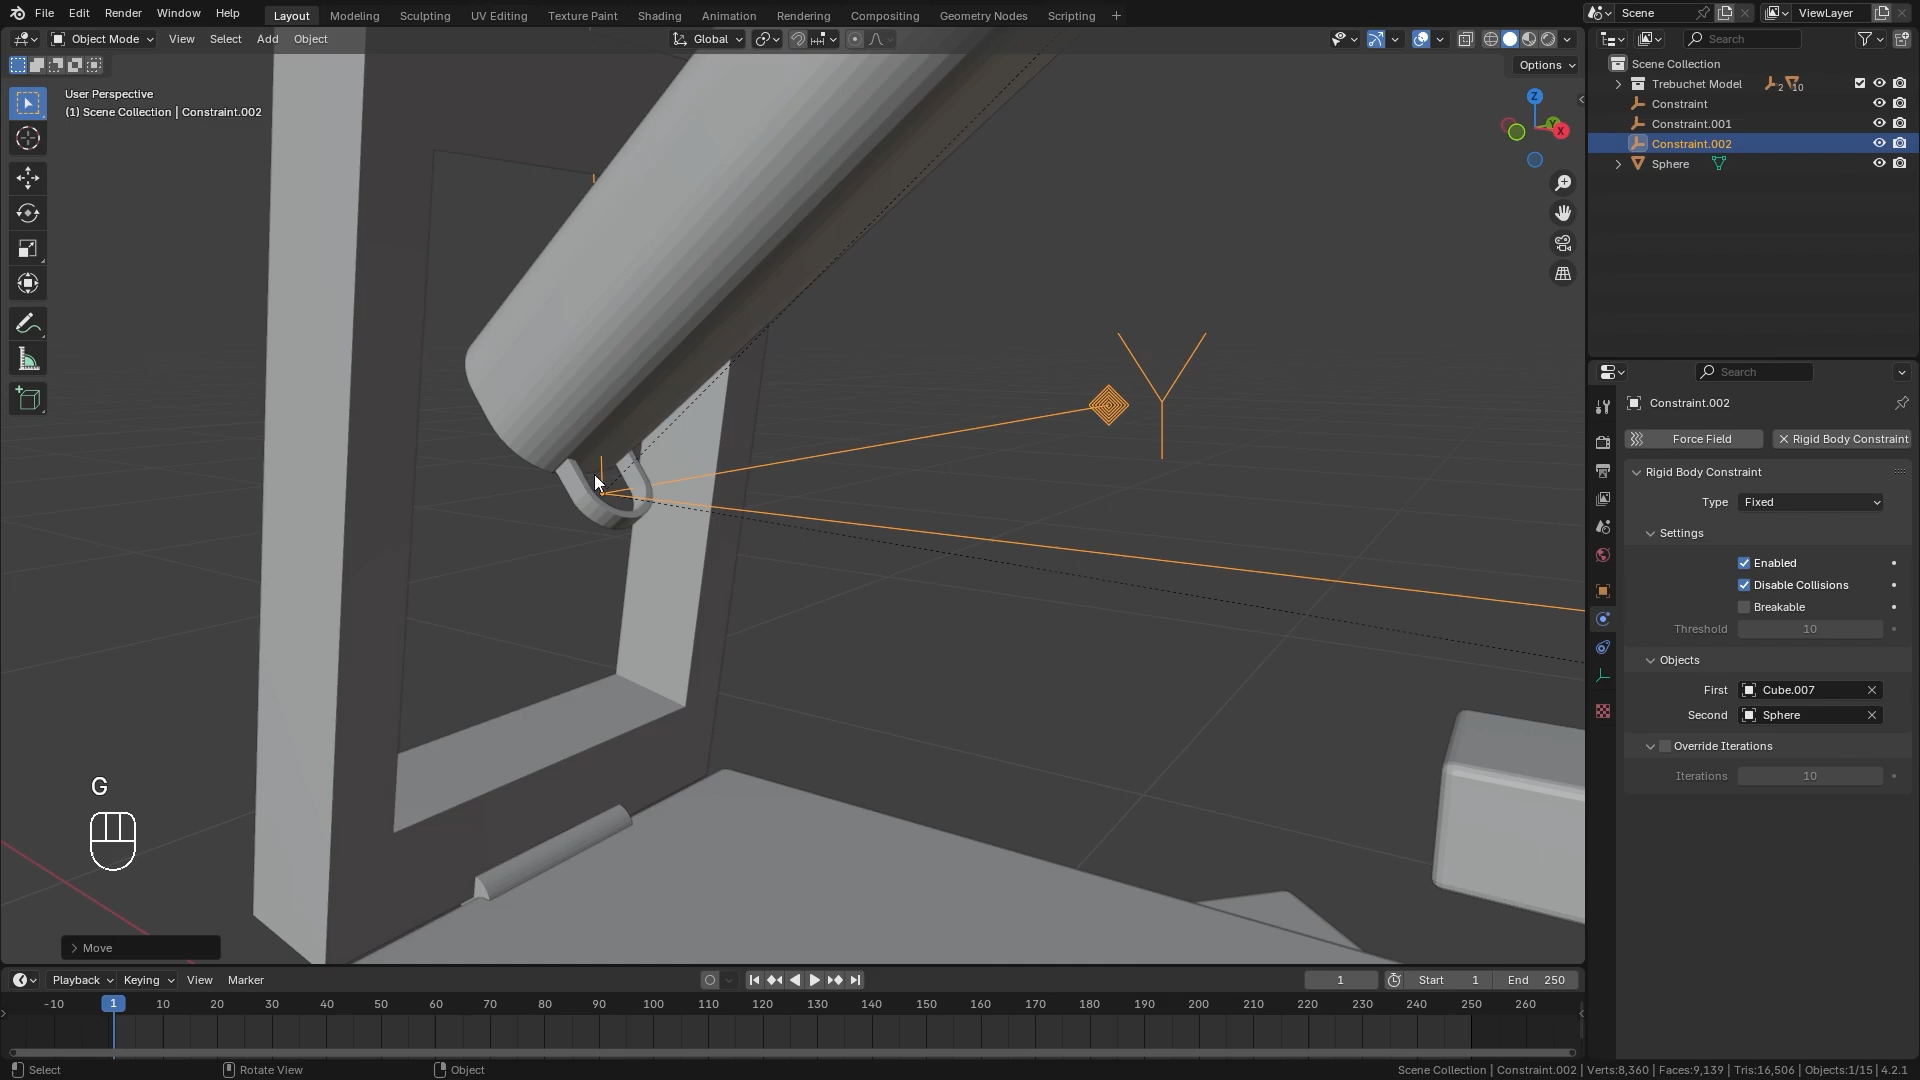 File Edit Render Window Help Layout Modeling Sculpting UV Editing Texture Paint Shading Animation Rendering Compositing Geometry Nodes Scripting + Scene ViewLayer
Object Mode View Select Add Object Global Search
Options
User Perspective
(1) Scene Collection | Constraint.002
Z
Y
X
Scene Collection
Trebuchet Model 2 10
Constraint
Constraint.001
Constraint.002
Sphere
Search
Constraint.002
Force Field Rigid Body Constraint
Rigid Body Constraint
Type Fixed
Settings
Enabled
Disable Collisions
Breakable
Threshold 10
Objects
First Cube.007
Second Sphere
Override Iterations
Iterations 10
Y
G
Move
Playback Keying View Marker 1 Start 1 End 250
-10 1 10 20 30 40 50 60 70 80 90 100 110 120 130 140 150 160 170 180 190 200 210 220 230 240 250 260
Select Rotate View Object Scene Collection | Constraint.002 | Verts:8,360 | Faces:9,139 | Tris:16,506 | Objects:1/15 | 4.2.1